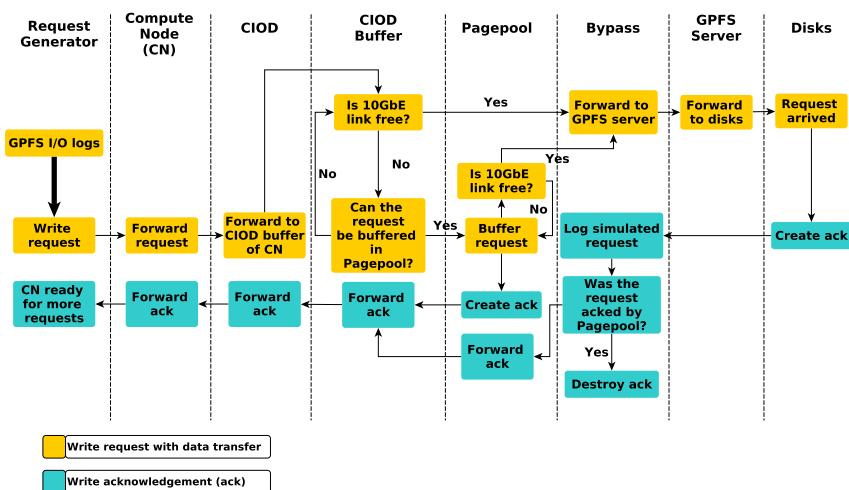 Request
Generator
Compute
Node
(CN)
CIOD
CIOD
Buffer
Pagepool
Bypass
GPFS
Server
Disks
GPFS I/O logs
Is 10GbE
link free?
Yes
Forward to
GPFS server
Forward
to disks
Request
arrived
No
No
Yes
Is 10GbE
link free?
No
Write
request
Forward
request
Forward to
CIOD buffer
of CN
Can the
request
be buffered
in
Pagepool?
Yes
Buffer
request
Log simulated
request
Create ack
CN ready
for more
requests
Forward
ack
Forward
ack
Forward
ack
Create ack
Was the
request
acked by
Pagepool?
Forward
ack
Yes
Destroy ack
Write request with data transfer
Write acknowledgement (ack)